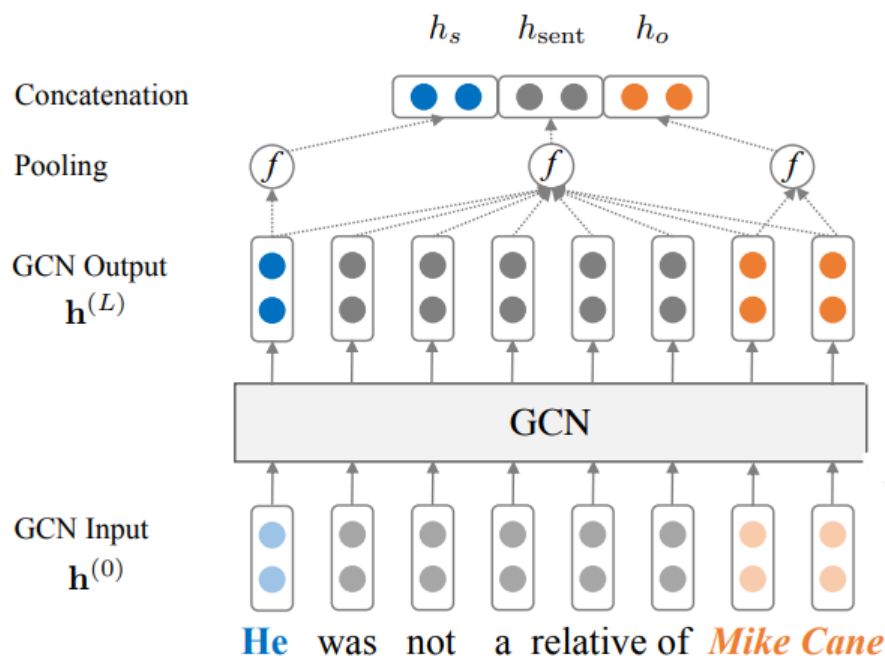 h_s h_sent h_o
Concatenation
Pooling f f f
GCN Output
h^(L)
GCN
GCN Input
h^(0)
He was not a relative of Mike Cane